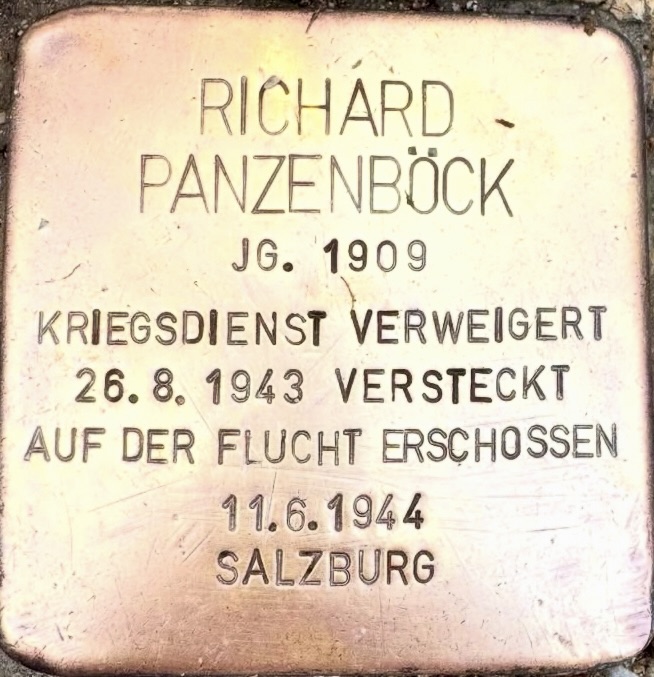 RICHARD
PANZENBÖCK
JG. 1909
KRIEGSDIENST VERWEIGERT
26.8.1943 VERSTECKT
AUF DER FLUCHT ERSCHOSSEN
11.6.1944
SALZBURG